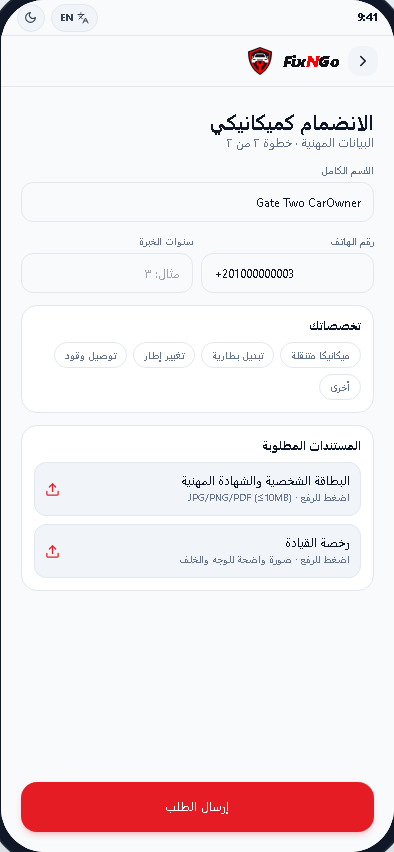 9:41
EN
FixNGo
الانضمام كميكانيكي
البيانات المهنية · خطوة ٢ من ٢
الاسم الكامل
Gate Two CarOwner
رقم الهاتف
سنوات الخبرة
+201000000003
مثال: ٣
تخصصاتك
ميكانيكا متنقلة
تبديل بطارية
تغيير إطار
توصيل وقود
أخرى
المستندات المطلوبة
البطاقة الشخصية والشهادة المهنية
اضغط للرفع · JPG/PNG/PDF (≤10MB)
رخصة القيادة
اضغط للرفع · صورة واضحة للوجه والخلف
إرسال الطلب